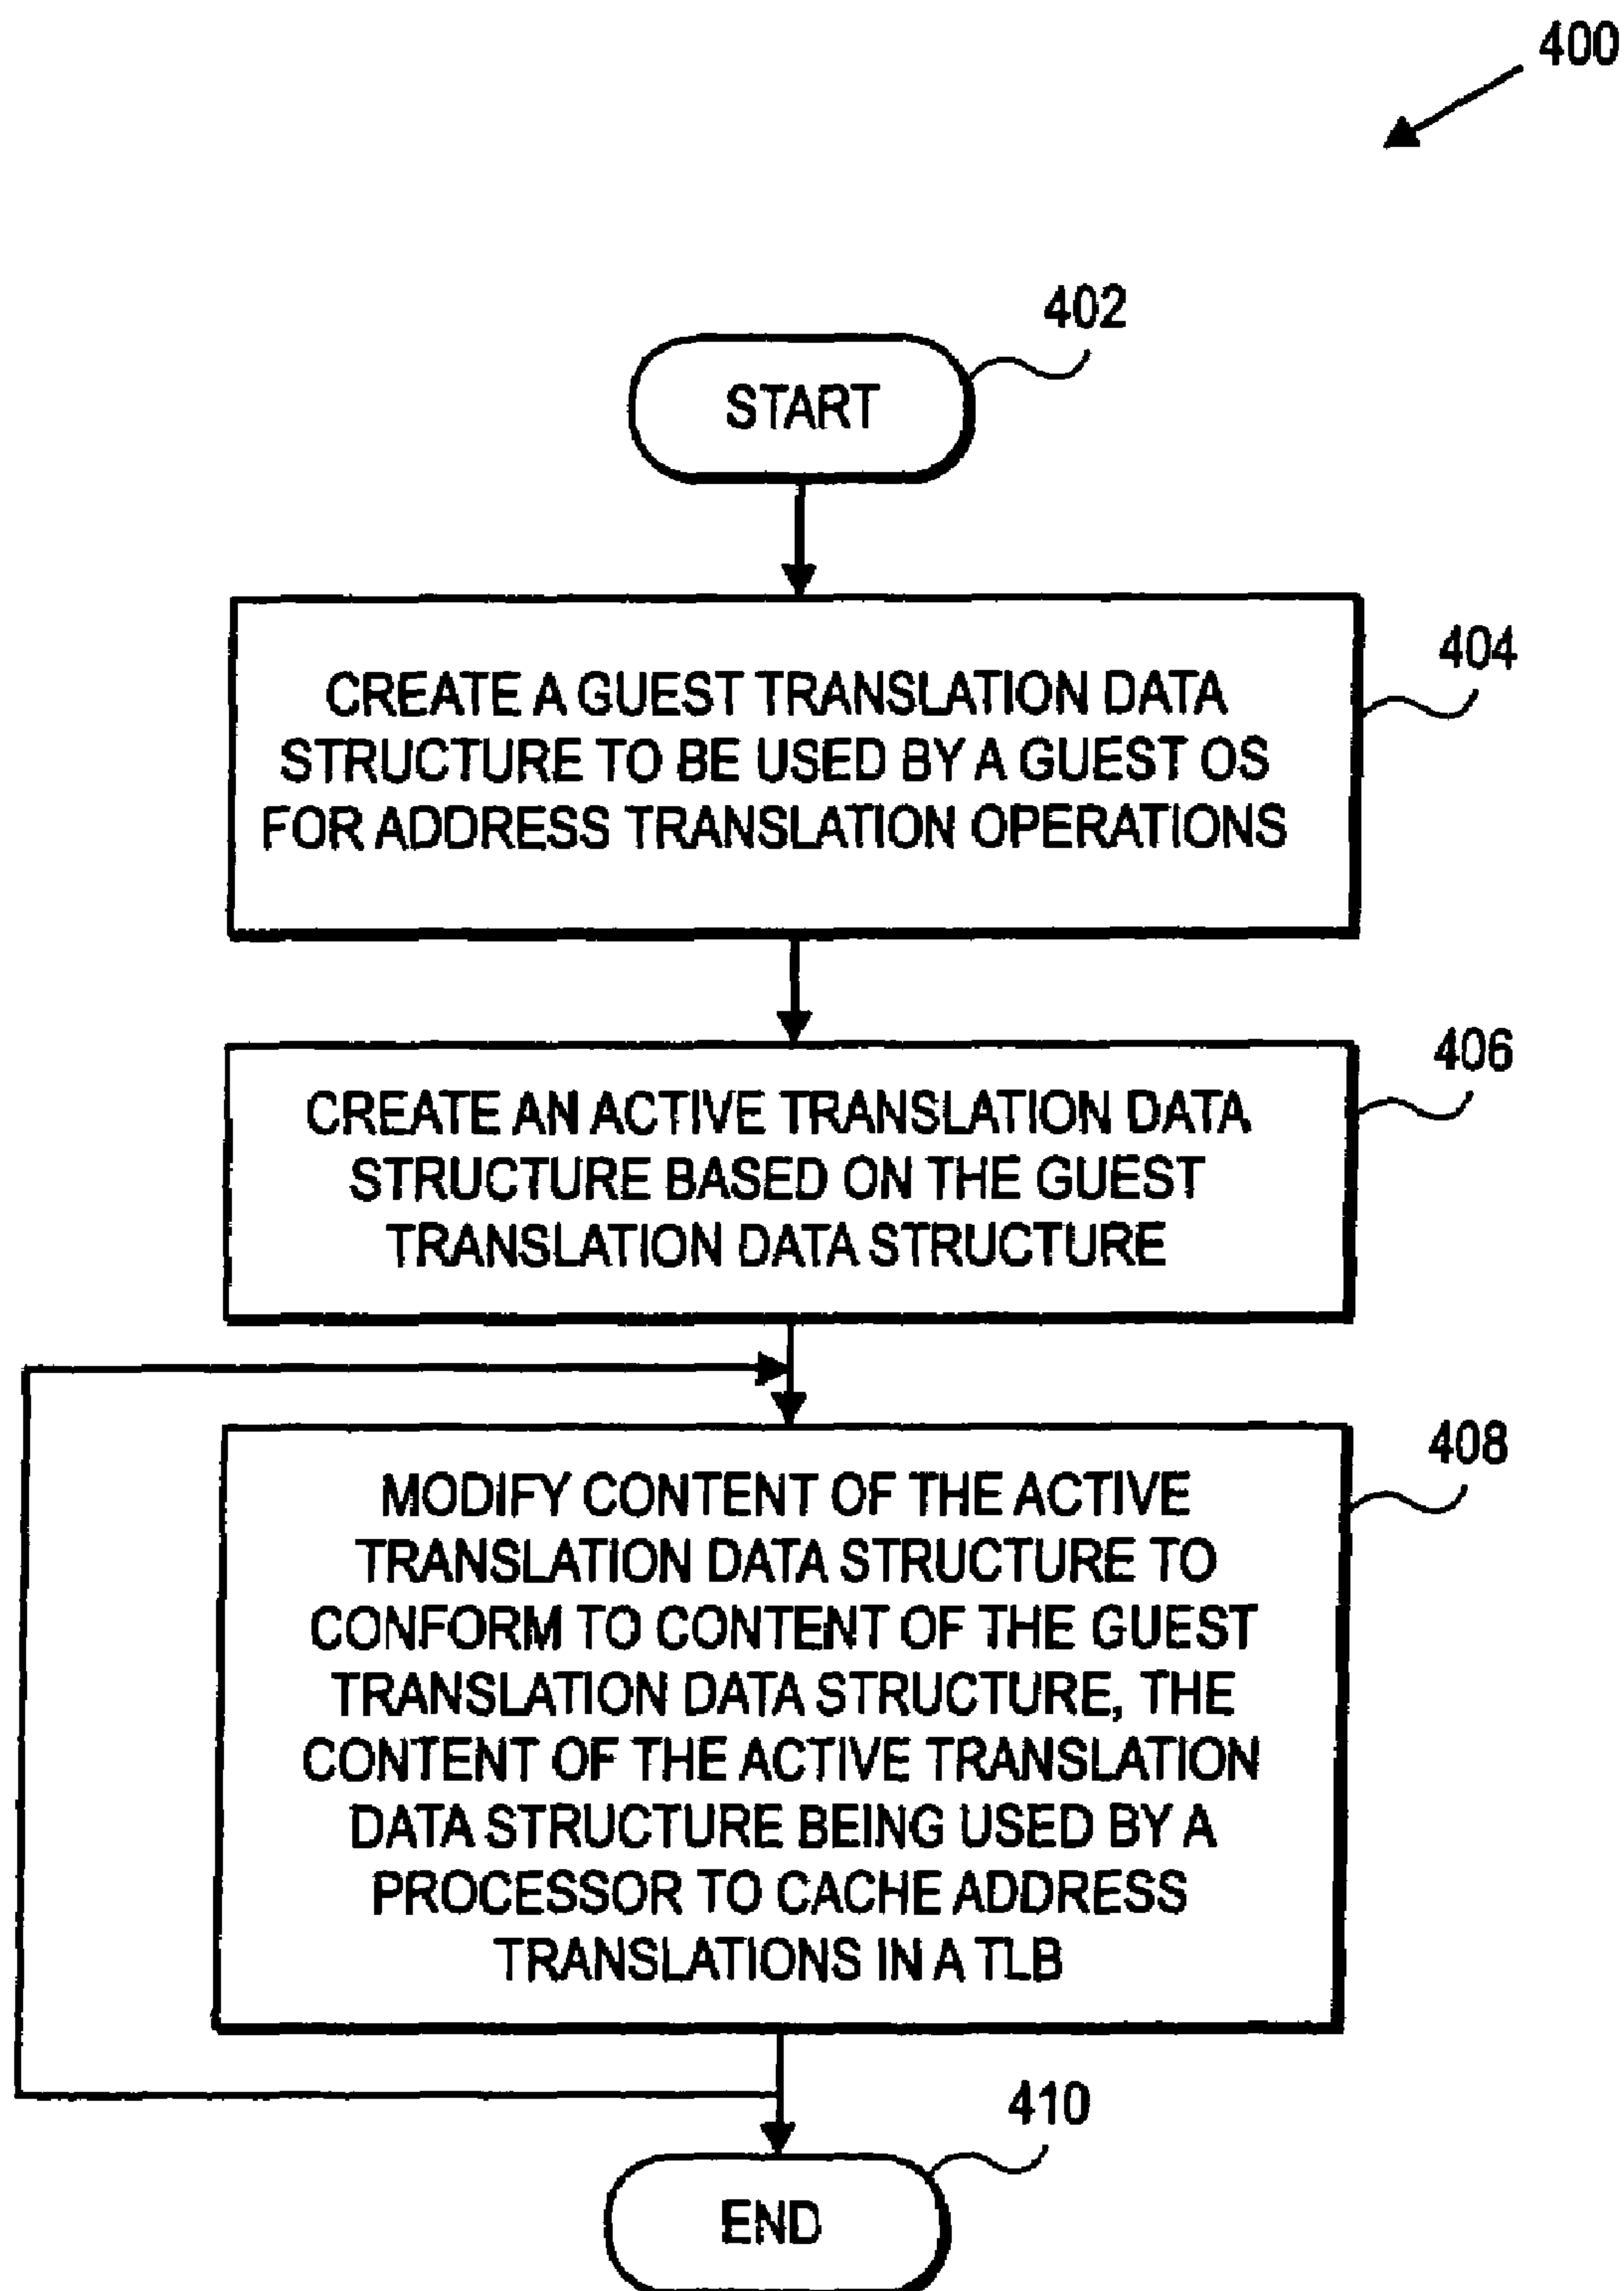 400
402
START
404
CREATE A GUEST TRANSLATION DATA
STRUCTURE TO BE USED BY A GUEST OS
FOR ADDRESS TRANSLATION OPERATIONS
406
CREATE AN ACTIVE TRANSLATION DATA
STRUCTURE BASED ON THE GUEST
TRANSLATION DATA STRUCTURE
408
MODIFY CONTENT OF THE ACTIVE
TRANSLATION DATA STRUCTURE TO
CONFORM TO CONTENT OF THE GUEST
TRANSLATION DATA STRUCTURE, THE
CONTENT OF THE ACTIVE TRANSLATION
DATA STRUCTURE BEING USED BY A
PROCESSOR TO CACHE ADDRESS
TRANSLATIONS IN A TLB
410
END